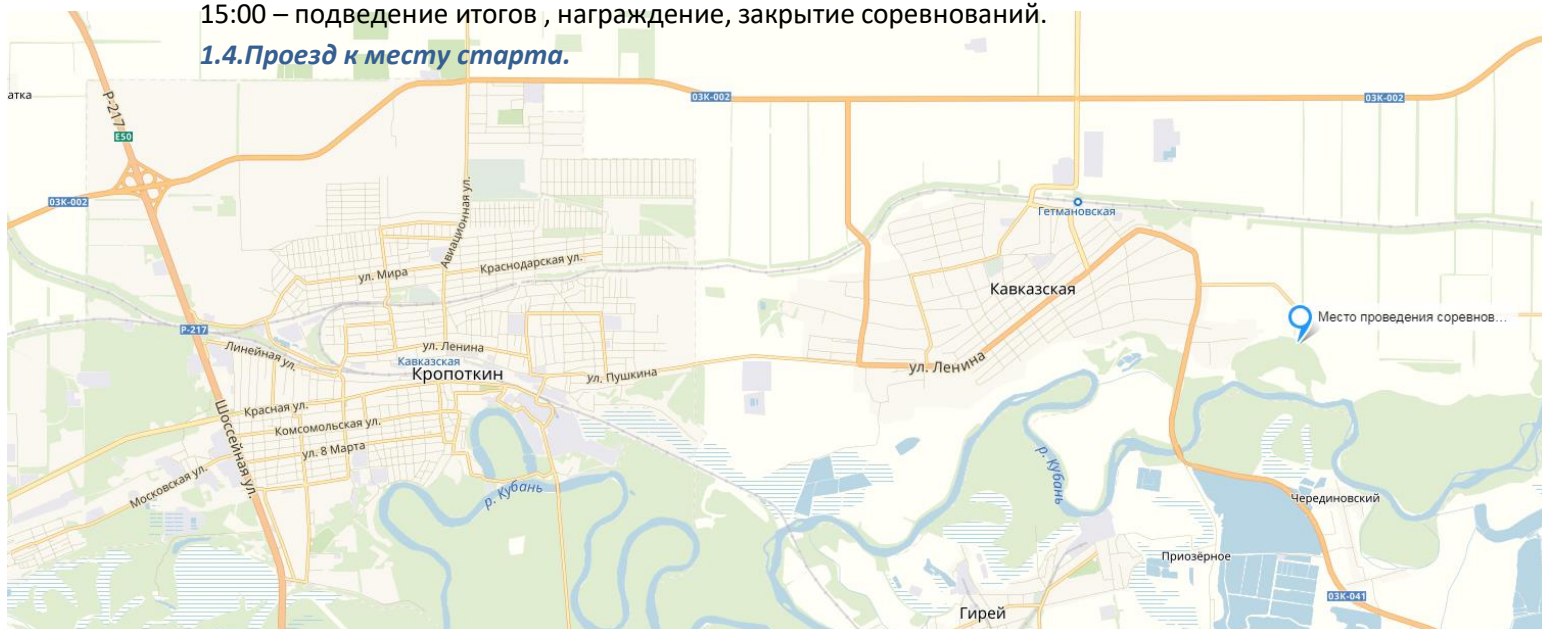 15:00 – подведение итогов , награждение, закрытие соревнований.
1.4.Проезд к месту старта.
атка
Р-217
E50
03К-002
03К-002
03К-002
Авиационная ул.
Гетмановская
ул. Мира
Краснодарская ул.
Кавказская
Место проведения соревнов...
Р-217
Линейная ул.
ул. Ленина
Кавказская
Кропоткин
ул. Пушкина
ул. Ленина
Красная ул.
Шоссейная ул.
Комсомольская ул.
ул. 8 Марта
Московская ул.
р. Кубань
р. Кубань
Черединовский
Приозёрное
03К-041
Гирей